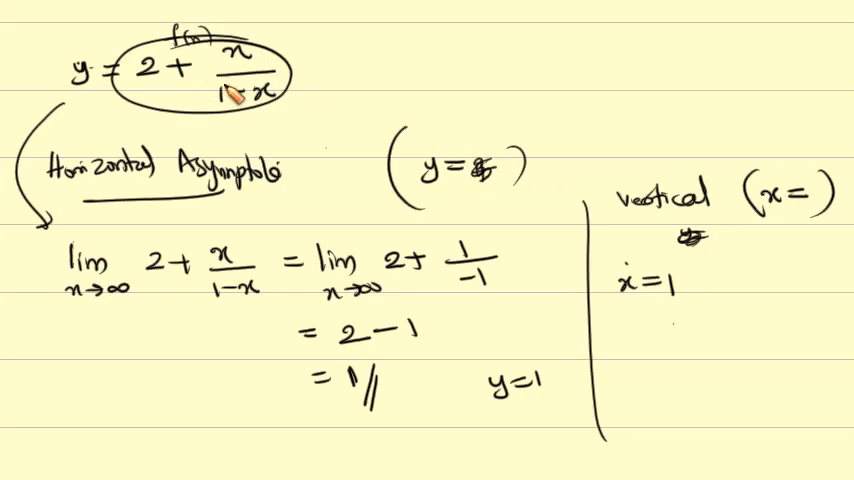 f(x)
y = 2 + x/(1-x)
Horizontal Asymptote (y = )
lim x→∞ 2 + x/(1-x) = lim x→∞ 2 + 1/-1
= 2 - 1
= 1 //
y = 1
vertical (x = )
x = 1